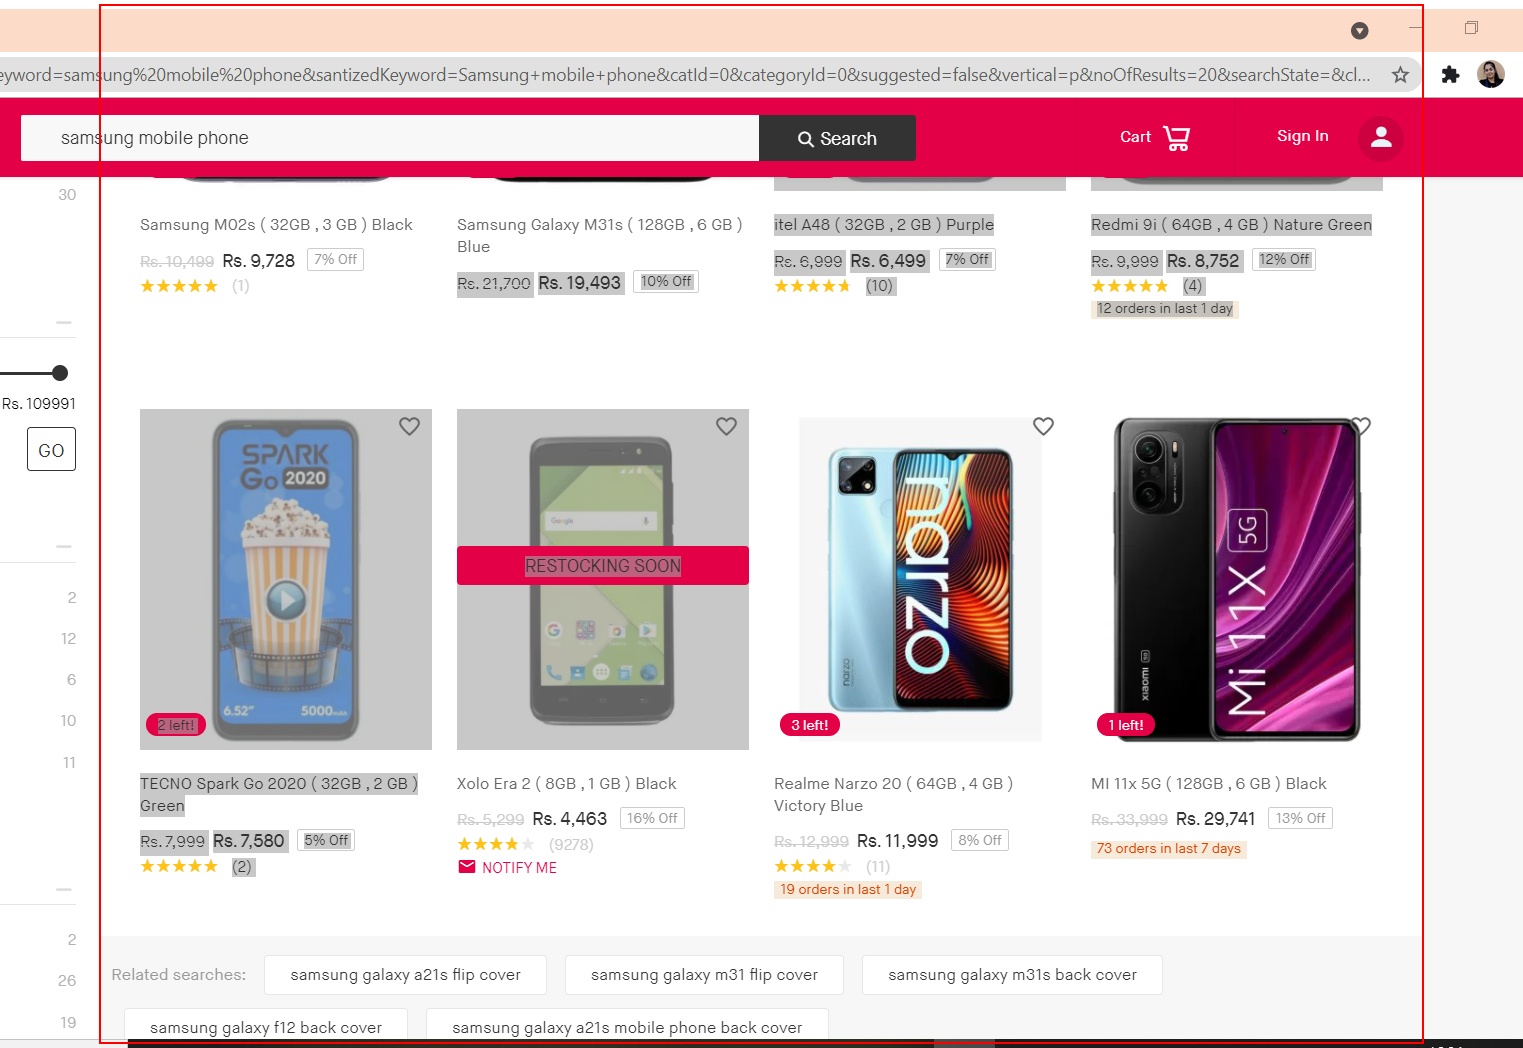 eyword=samsung%20mobile%20phone&santizedKeyword=Samsung+mobile+phone&catId=0&categoryId=0&suggested=false&vertical=p&noOfResults=20&searchState=&cl...
samsung mobile phone
Search
Cart
Sign In
30
Samsung M02s ( 32GB , 3 GB ) Black
Rs. 10,499 Rs. 9,728 7% Off
(1)
Samsung Galaxy M31s ( 128GB , 6 GB )
Blue
Rs. 21,700 Rs. 19,493 10% Off
itel A48 ( 32GB , 2 GB ) Purple
Rs. 6,999 Rs. 6,499 7% Off
(10)
Redmi 9i ( 64GB , 4 GB ) Nature Green
Rs. 9,999 Rs. 8,752 12% Off
(4)
12 orders in last 1 day
Rs. 109991
GO
2
12
6
10
11
2
26
19
SPARK
Go 2020
6.52" 5000mAh
2 left!
TECNO Spark Go 2020 ( 32GB , 2 GB )
Green
Rs. 7,999 Rs. 7,580 5% Off
(2)
Google
RESTOCKING SOON
Xolo Era 2 ( 8GB , 1 GB ) Black
Rs. 5,299 Rs. 4,463 16% Off
(9278)
NOTIFY ME
narzo
narzo
3 left!
Realme Narzo 20 ( 64GB , 4 GB )
Victory Blue
Rs. 12,999 Rs. 11,999 8% Off
(11)
19 orders in last 1 day
xiaomi 5G
Mi 11X 5G
1 left!
MI 11x 5G ( 128GB , 6 GB ) Black
Rs. 33,999 Rs. 29,741 13% Off
73 orders in last 7 days
Related searches:
samsung galaxy a21s flip cover
samsung galaxy m31 flip cover
samsung galaxy m31s back cover
samsung galaxy f12 back cover
samsung galaxy a21s mobile phone back cover